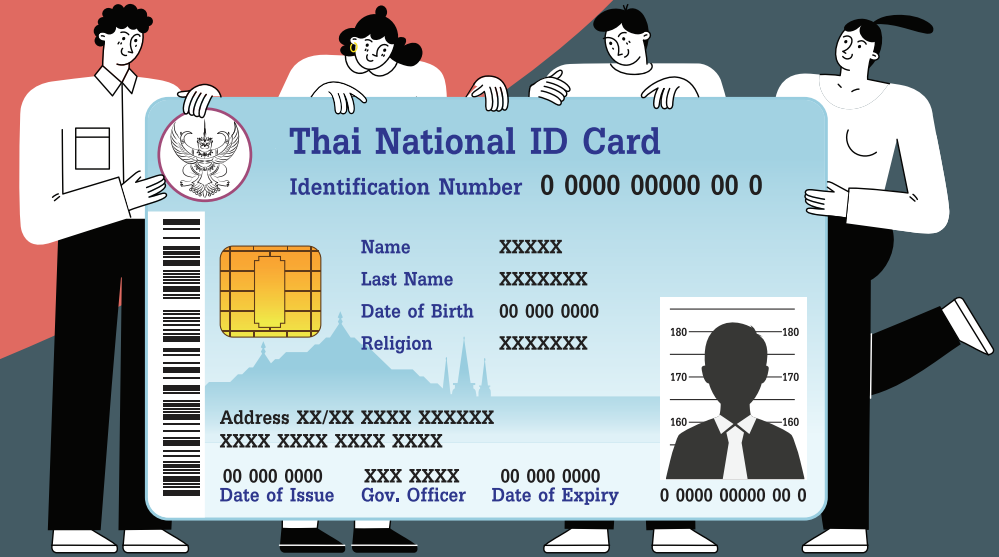 Thai National ID Card
Identification Number 0 0000 00000 00 0
Name XXXXX
Last Name XXXXXXX
Date of Birth 00 000 0000
Religion XXXXXXX
Address XX/XX XXXX XXXXXX
XXXX XXXX XXXX XXXX
00 000 0000 XXX XXXX 00 000 0000
Date of Issue Gov. Officer Date of Expiry
180 180
170 170
160 160
0 0000 00000 00 0